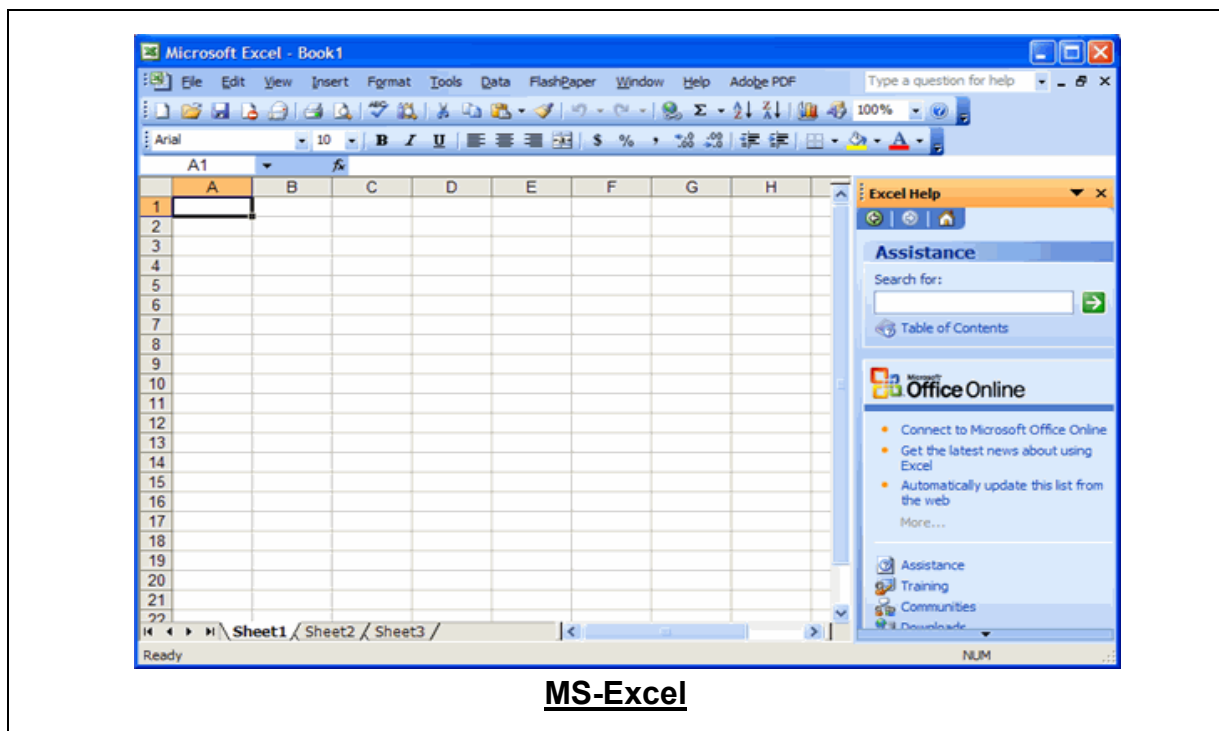 Microsoft Excel - Book1
File Edit View Insert Format Tools Data FlashPaper Window Help Adobe PDF Type a question for help
100%
Arial 10 B I U $ % ,
A1 fx
A B C D E F G H
1
2
3
4
5
6
7
8
9
10
11
12
13
14
15
16
17
18
19
20
21
22
Excel Help
Assistance
Search for:
Table of Contents
Microsoft
Office Online
Connect to Microsoft Office Online
Get the latest news about using
Excel
Automatically update this list from
the web
More...
Assistance
Training
Communities
Downloads
Sheet1 Sheet2 Sheet3
Ready NUM
MS-Excel